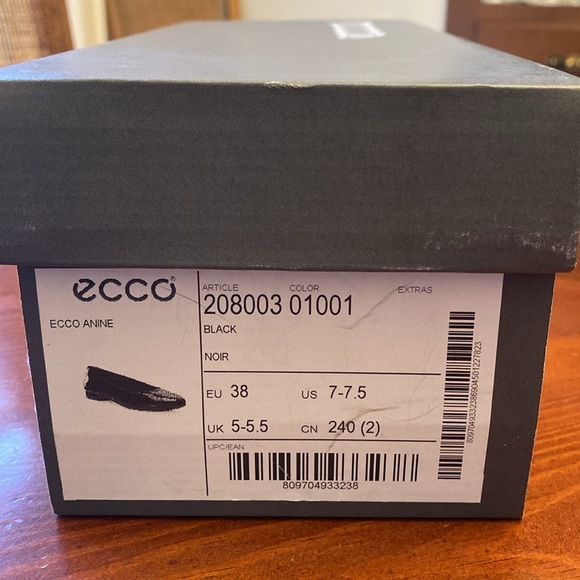 ecco®
ECCO ANINE
ARTICLE COLOR EXTRAS
208003 01001
BLACK
NOIR
EU 38 US 7-7.5
UK 5-5.5 CN 240 (2)
UPC/EAN
809704933238